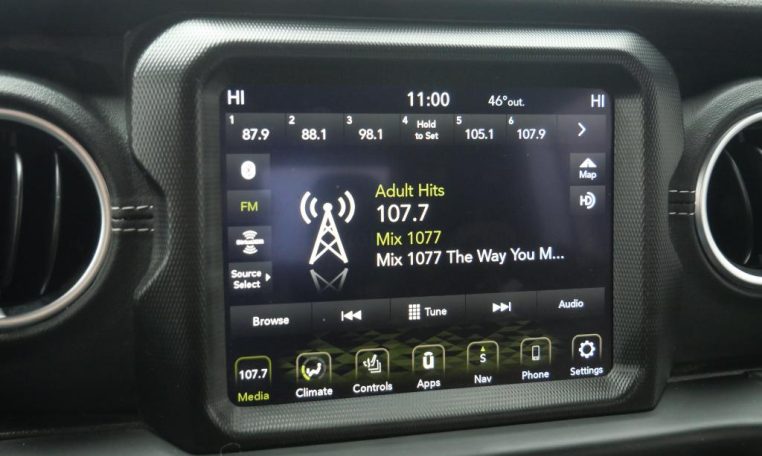 HI 11:00 46°out. HI
1 2 3 4 5 6
87.9 88.1 98.1 Hold to Set 105.1 107.9
Map
FM
HD
Adult Hits
107.7
Mix 1077
Mix 1077 The Way You M...
Source
Select
Browse Tune Audio
107.7
Media Climate Controls Apps S Nav Phone Settings